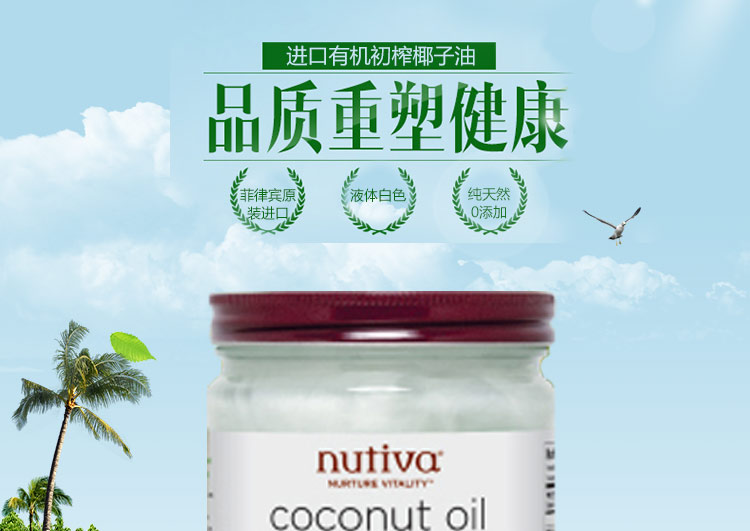 进口有机初榨椰子油
品质重塑健康
菲律宾原
装进口
液体白色
纯天然
0添加
nutiva®
NURTURE VITALITY™
coconut oil